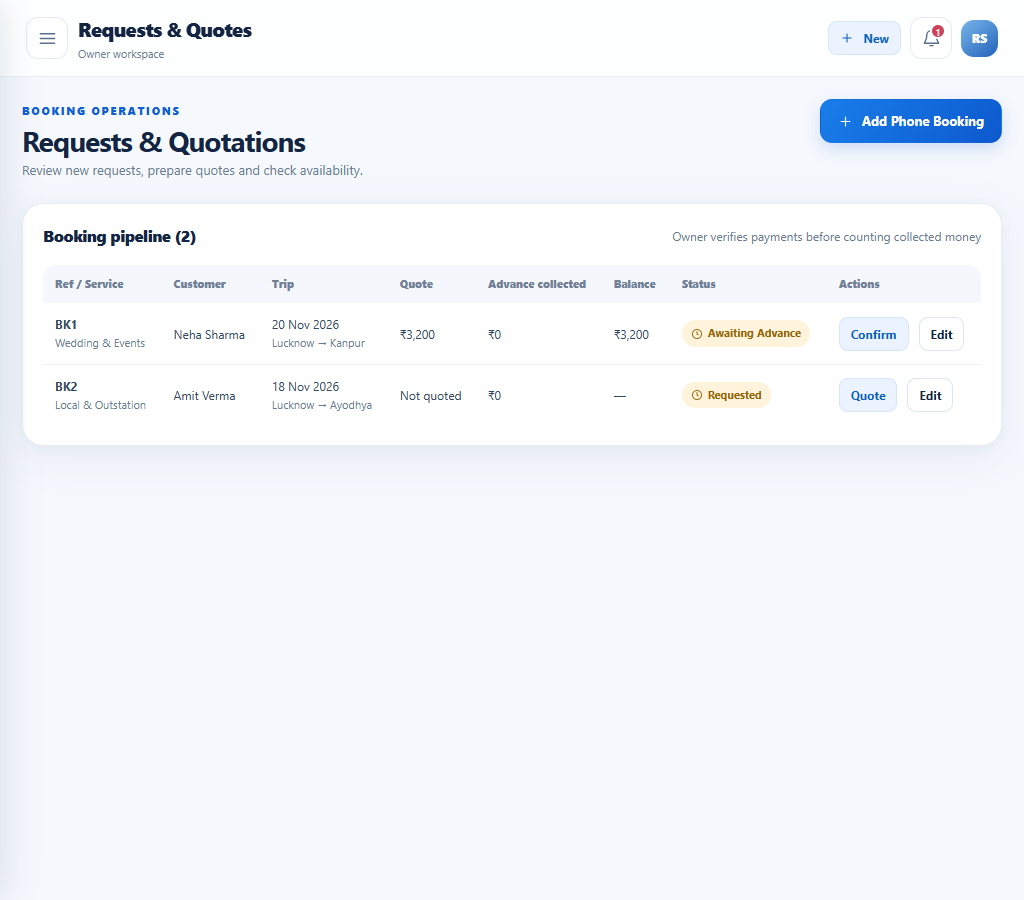 Requests & Quotes
Owner workspace
+ New
1
RS
BOOKING OPERATIONS
Requests & Quotations
Review new requests, prepare quotes and check availability.
+ Add Phone Booking
Booking pipeline (2)
Owner verifies payments before counting collected money
Ref / Service Customer Trip Quote Advance collected Balance Status Actions
BK1
Wedding & Events
Neha Sharma
20 Nov 2026
Lucknow → Kanpur
₹3,200
₹0
₹3,200
Awaiting Advance
Confirm
Edit
BK2
Local & Outstation
Amit Verma
18 Nov 2026
Lucknow → Ayodhya
Not quoted
₹0
—
Requested
Quote
Edit